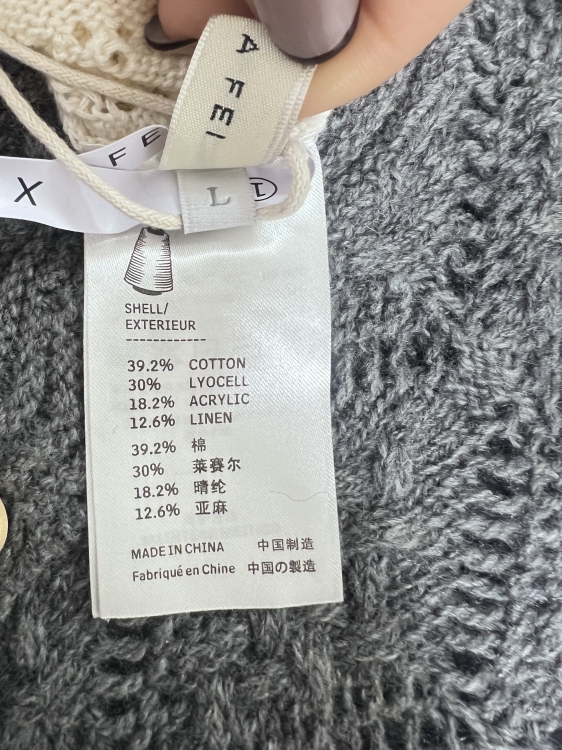 A FEI
FE
X
L
SHELL/
EXTERIEUR
------------
39.2% COTTON
30% LYOCELL
18.2% ACRYLIC
12.6% LINEN
39.2% 棉
30% 莱赛尔
18.2% 晴纶
12.6% 亚麻
MADE IN CHINA 中国制造
Fabriqué en Chine 中国の製造